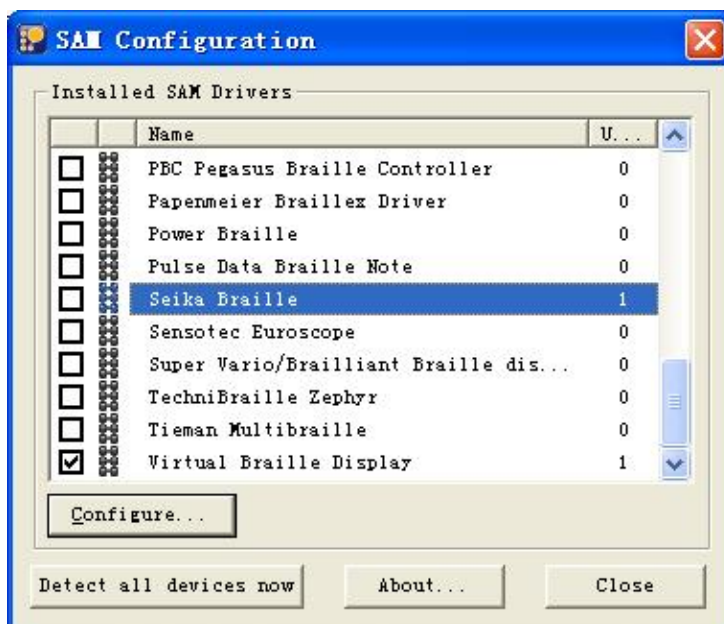 SAM Configuration
Installed SAM Drivers
Name U...
PBC Pegasus Braille Controller 0
Papenmeier Braillex Driver 0
Power Braille 0
Pulse Data Braille Note 0
Seika Braille 1
Sensotec Euroscope 0
Super Vario/Brailliant Braille dis... 0
TechniBraille Zephyr 0
Tieman Multibraille 0
Virtual Braille Display 1
Configure...
Detect all devices now About... Close